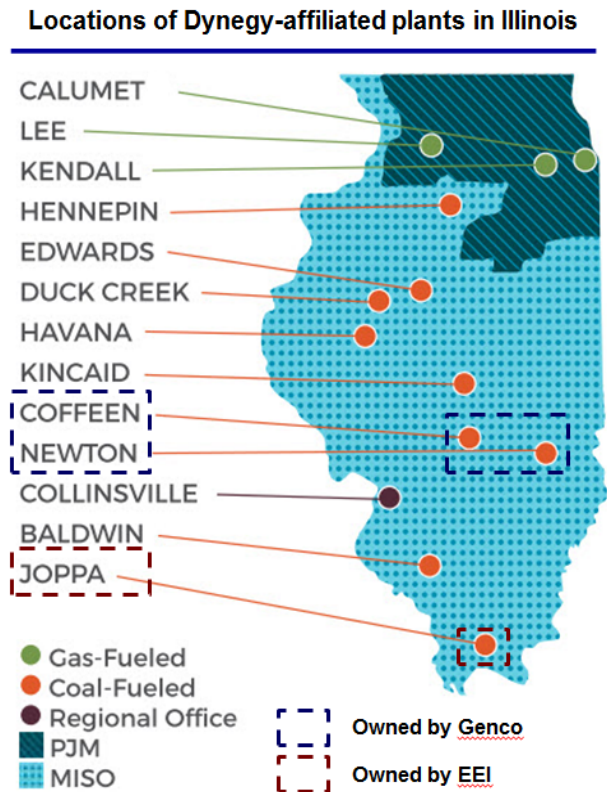 Locations of Dynegy-affiliated plants in Illinois
CALUMET
LEE
KENDALL
HENNEPIN
EDWARDS
DUCK CREEK
HAVANA
KINCAID
COFFEEN
NEWTON
COLLINSVILLE
BALDWIN
JOPPA
Gas-Fueled
Coal-Fueled
Regional Office
PJM
MISO
Owned by Genco
Owned by EEI